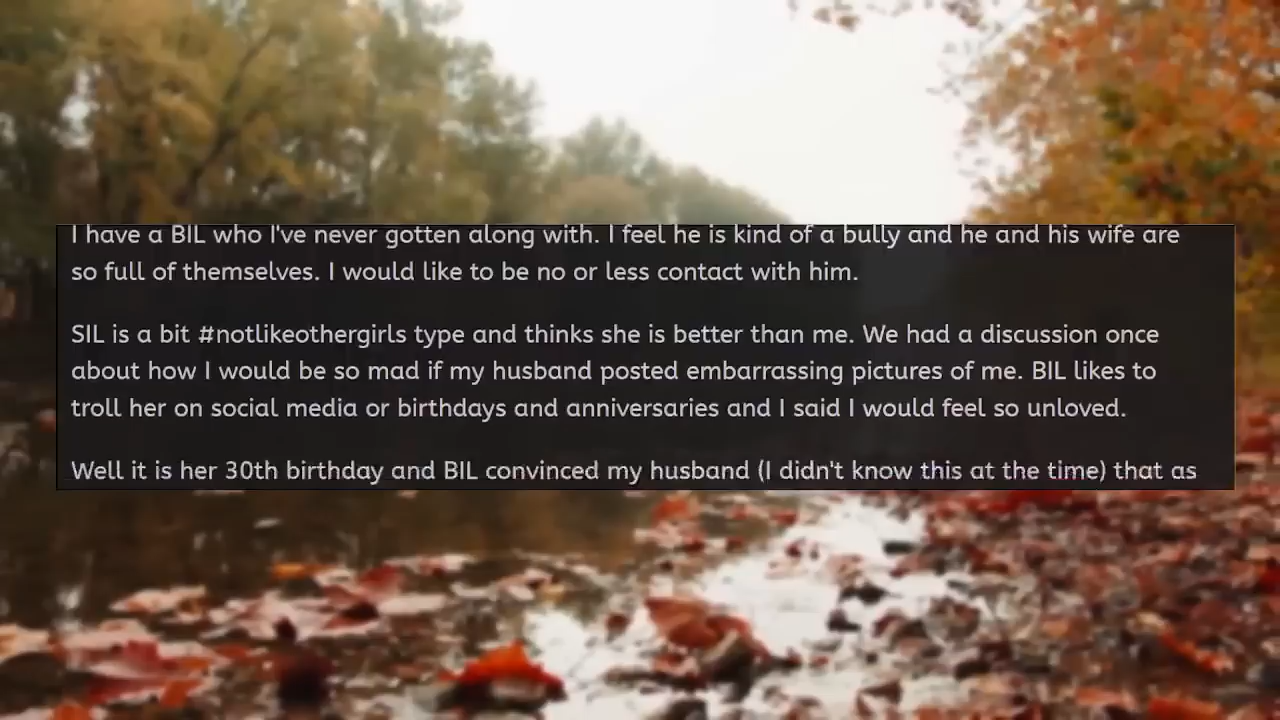 I have a BIL who I've never gotten along with. I feel he is kind of a bully and he and his wife are
so full of themselves. I would like to be no or less contact with him.
SIL is a bit #notlikeothergirls type and thinks she is better than me. We had a discussion once
about how I would be so mad if my husband posted embarrassing pictures of me. BIL likes to
troll her on social media or birthdays and anniversaries and I said I would feel so unloved.
Well it is her 30th birthday and BIL convinced my husband (I didn't know this at the time) that as